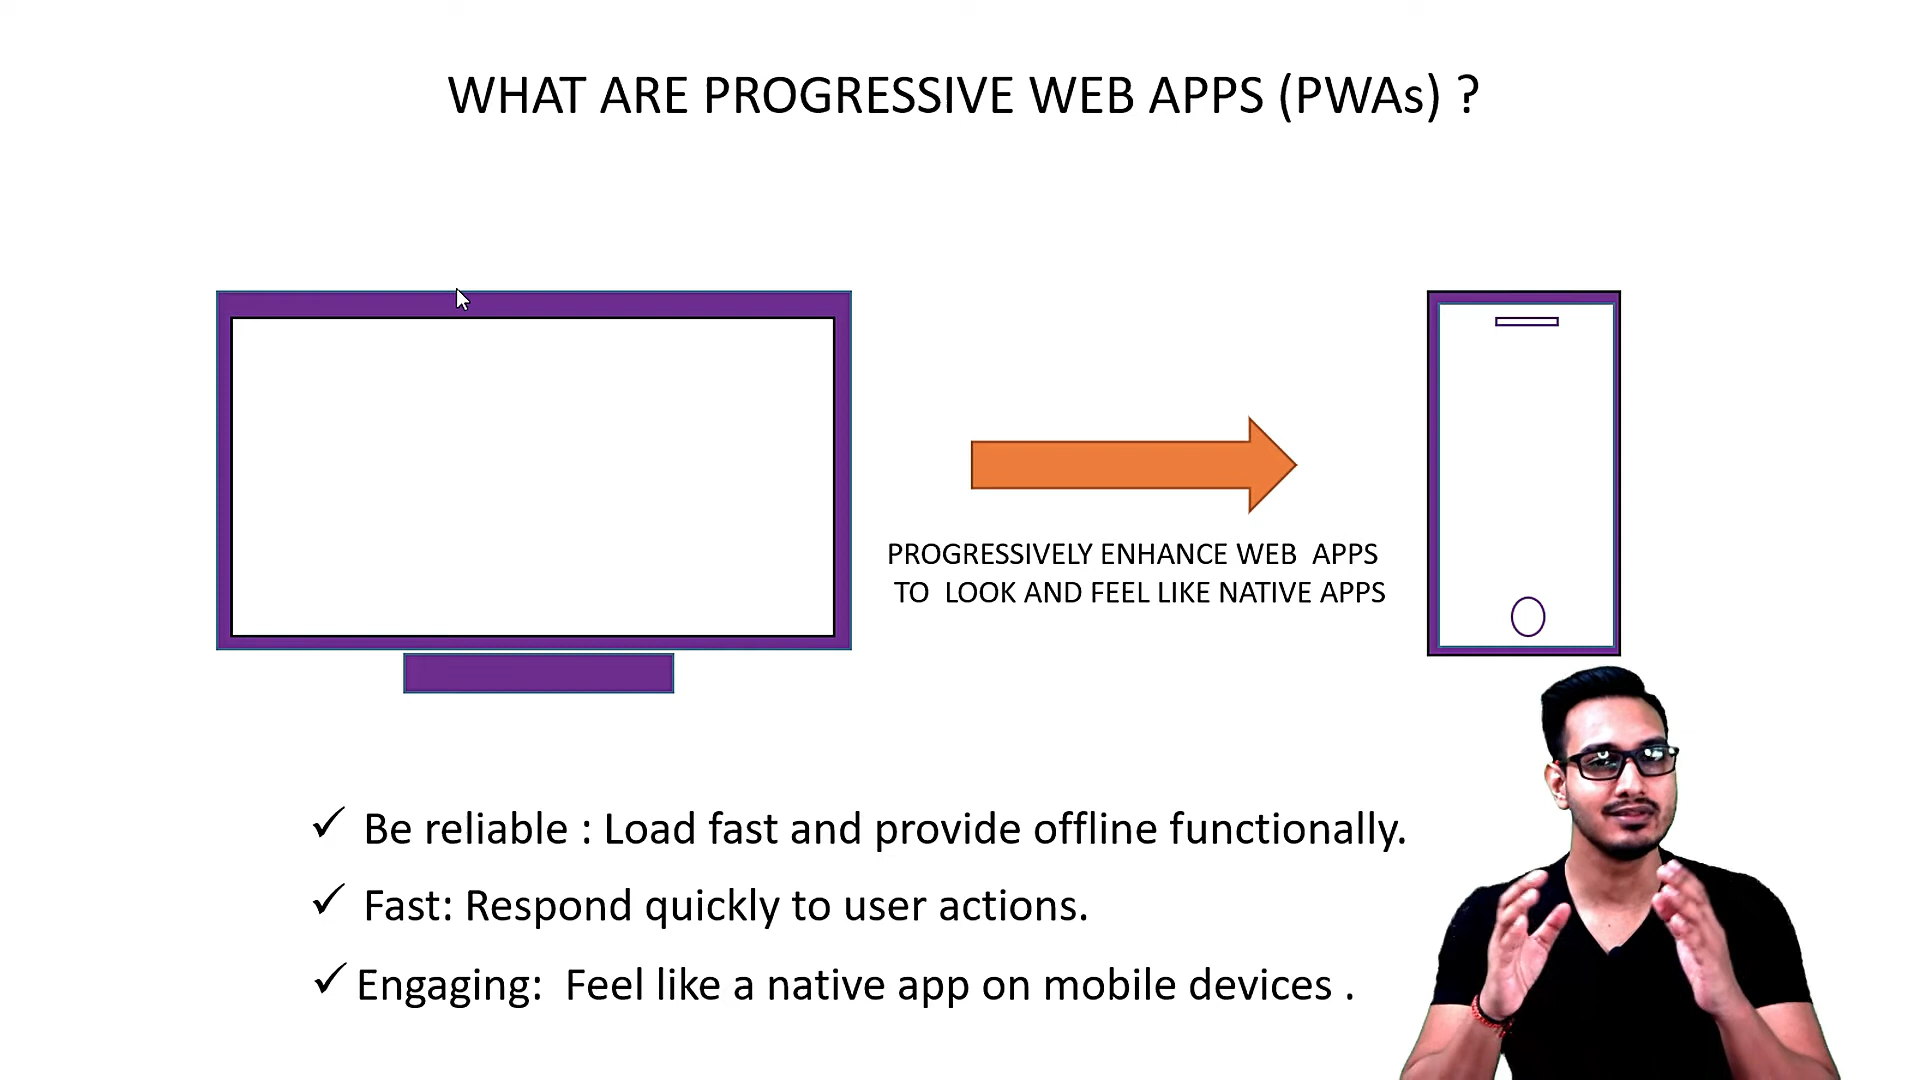 WHAT ARE PROGRESSIVE WEB APPS (PWAs) ?
PROGRESSIVELY ENHANCE WEB APPS
TO LOOK AND FEEL LIKE NATIVE APPS
✓ Be reliable : Load fast and provide offline functionally.
✓ Fast: Respond quickly to user actions.
✓ Engaging: Feel like a native app on mobile devices .